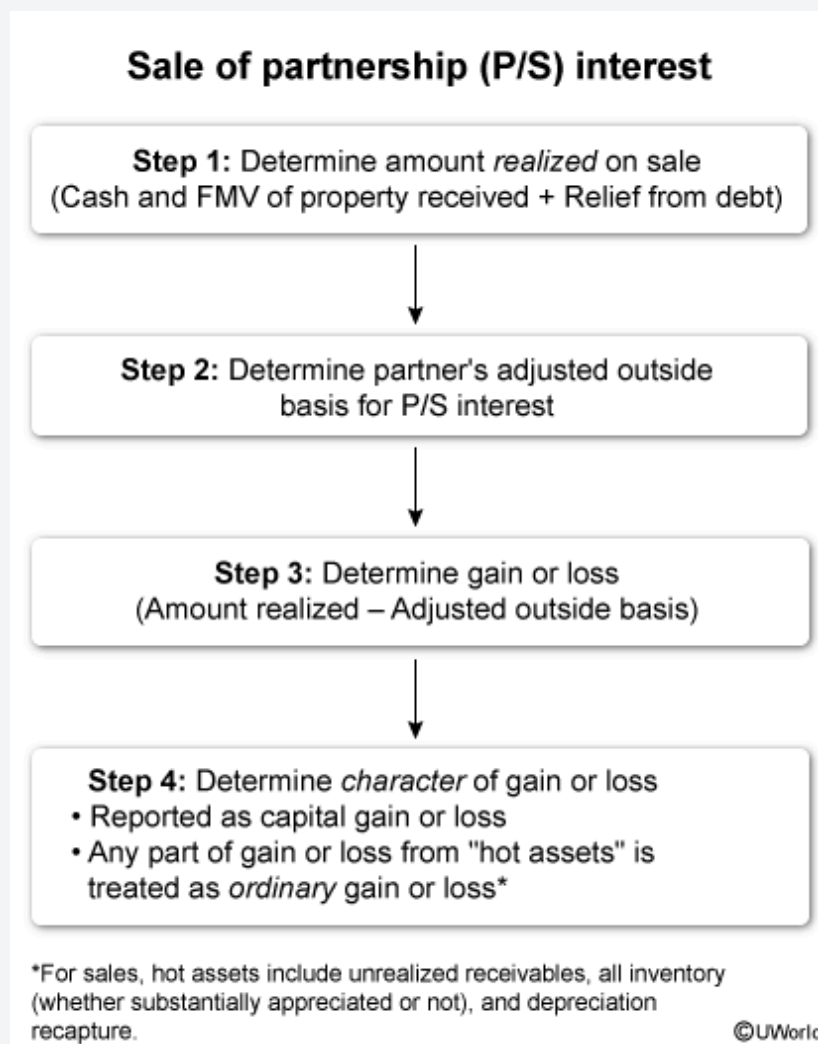 Sale of partnership (P/S) interest
Step 1: Determine amount realized on sale
(Cash and FMV of property received + Relief from debt)
Step 2: Determine partner's adjusted outside
basis for P/S interest
Step 3: Determine gain or loss
(Amount realized – Adjusted outside basis)
Step 4: Determine character of gain or loss
• Reported as capital gain or loss
• Any part of gain or loss from "hot assets" is
treated as ordinary gain or loss*
*For sales, hot assets include unrealized receivables, all inventory
(whether substantially appreciated or not), and depreciation
recapture.
©UWorld